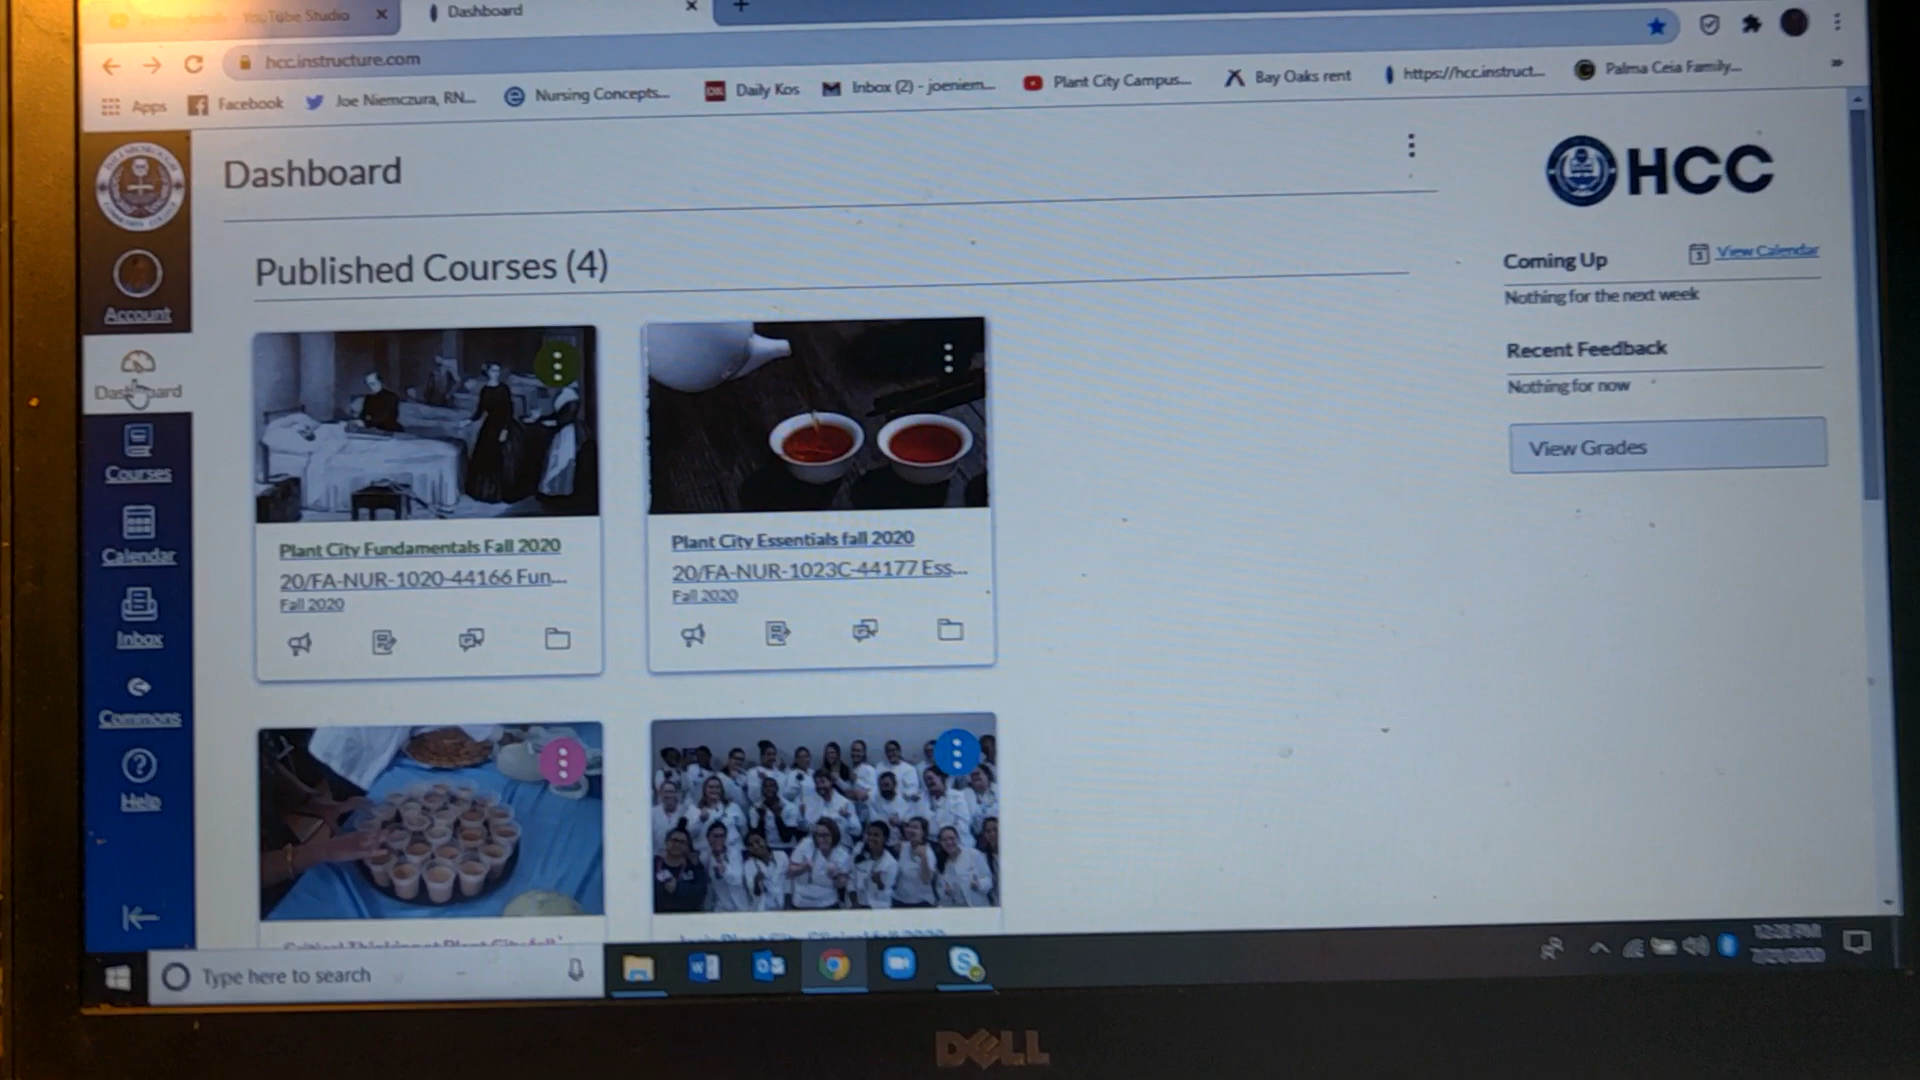 YouTube Studio
Dashboard
hcc.instructure.com
Apps
Facebook
Joe Niemczura, RN...
Nursing Concepts...
DK
Daily Kos
Inbox (2) - joeniem...
Plant City Campus...
Bay Oaks rent
https://hcc.instruct...
Palma Ceia Family...
Dashboard
HCC
Published Courses (4)
Coming Up
View Calendar
Nothing for the next week
Recent Feedback
Nothing for now
View Grades
Account
Dashboard
Courses
Calendar
Inbox
Commons
Help
Plant City Fundamentals Fall 2020
20/FA-NUR-1020-44166 Fun...
Fall 2020
Plant City Essentials fall 2020
20/FA-NUR-1023C-44177 Ess...
Fall 2020
Type here to search
DELL